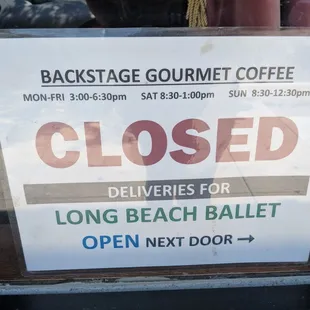 BACKSTAGE GOURMET COFFEE
MON-FRI 3:00-6:30pm SAT 8:30-1:00pm SUN 8:30-12:30pm
CLOSED
DELIVERIES FOR
LONG BEACH BALLET
OPEN NEXT DOOR →